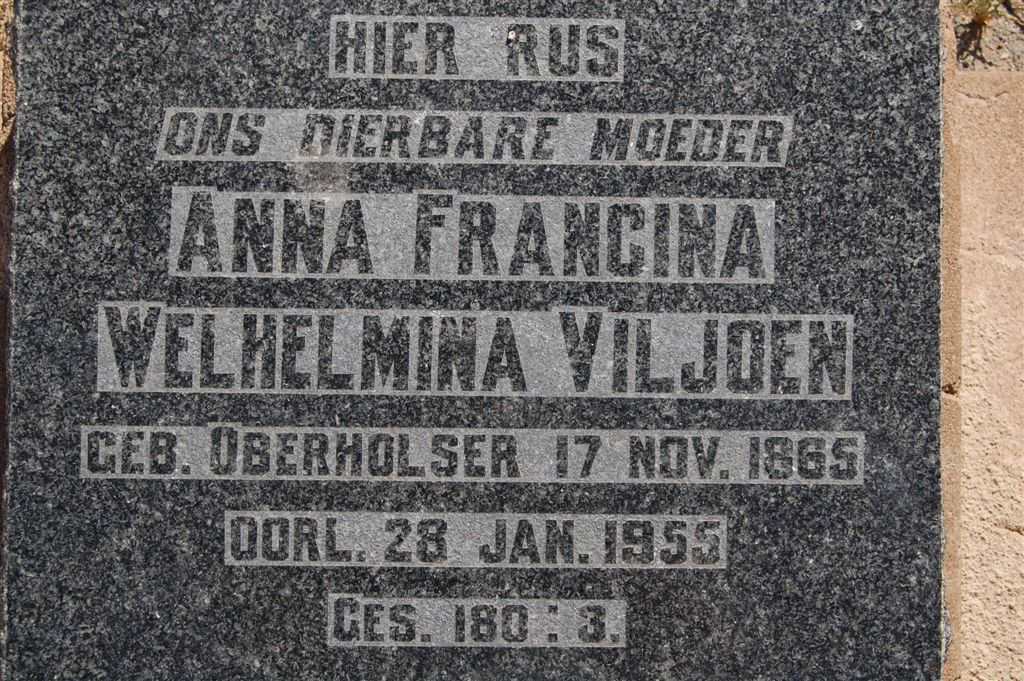 HIER RUS
ONS DIERBARE MOEDER
ANNA FRANCINA
WELHELMINA VILJOEN
GEB. OBERHOLSER 17 NOV. 1865
OORL. 28 JAN. 1955
GES. 180 : 3.